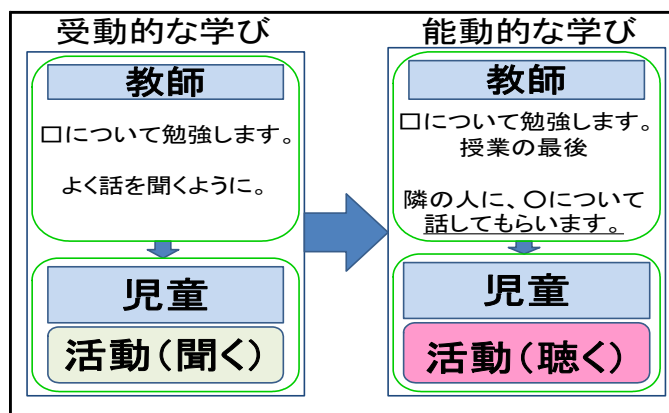 受動的な学び
教師
□について勉強します。
よく話を聞くように。
児童
活動(聞く)
能動的な学び
教師
□について勉強します。
授業の最後
隣の人に、〇について
話してもらいます。
児童
活動(聴く)